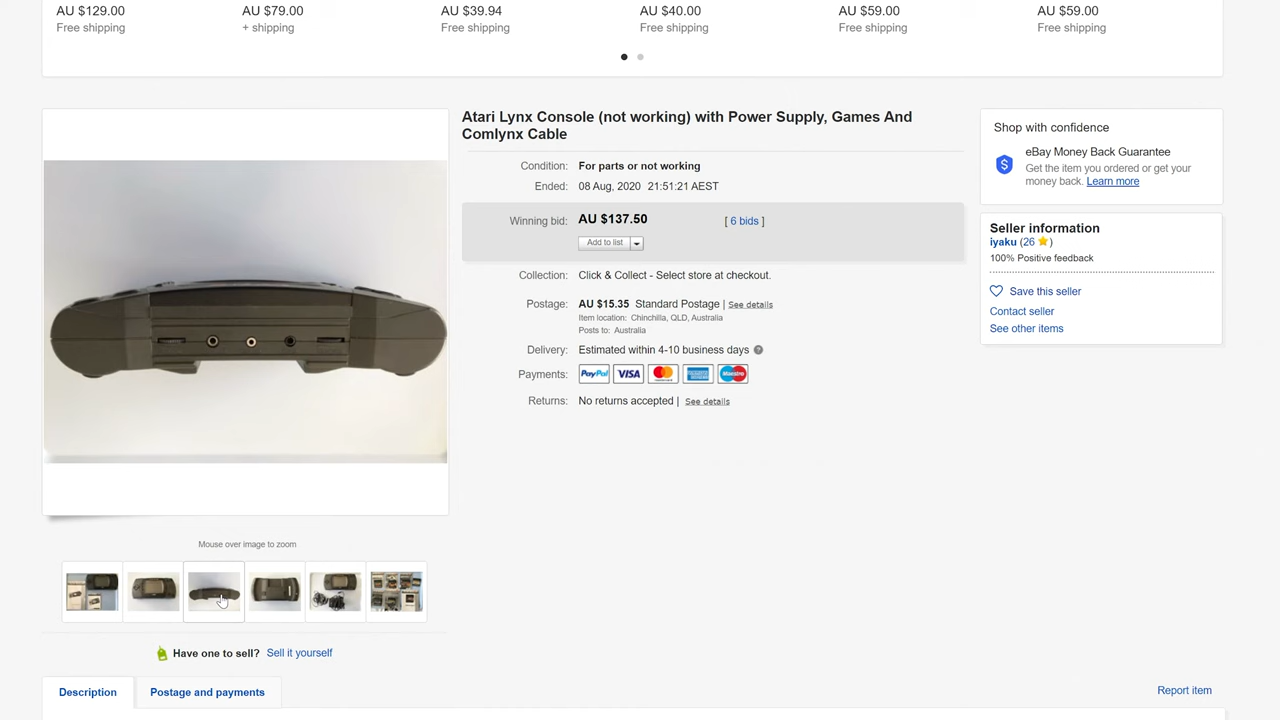 AU $129.00 AU $79.00 AU $39.94 AU $40.00 AU $59.00 AU $59.00
Free shipping + shipping Free shipping Free shipping Free shipping Free shipping
Atari Lynx Console (not working) with Power Supply, Games And
Comlynx Cable
Condition: For parts or not working
Ended: 08 Aug, 2020 21:51:21 AEST
Winning bid: AU $137.50 [ 6 bids ]
Add to list
Collection: Click & Collect - Select store at checkout.
Postage: AU $15.35 Standard Postage | See details
Item location: Chinchilla, QLD, Australia
Posts to: Australia
Delivery: Estimated within 4-10 business days ?
Payments: PayPal VISA MasterCard AMERICAN EXPRESS Maestro
Returns: No returns accepted | See details
Shop with confidence
eBay Money Back Guarantee
$
Get the item you ordered or get your
money back. Learn more
Seller information
iyaku (26 )
100% Positive feedback
Save this seller
Contact seller
See other items
Mouse over image to zoom
Have one to sell? Sell it yourself
Description Postage and payments
Report item